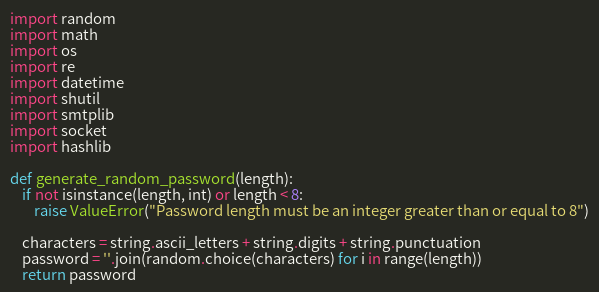 import random
import math
import os
import re
import datetime
import shutil
import smtplib
import socket
import hashlib

def generate_random_password(length):
    if not isinstance(length, int) or length < 8:
        raise ValueError("Password length must be an integer greater than or equal to 8")

    characters = string.ascii_letters + string.digits + string.punctuation
    password = ''.join(random.choice(characters) for i in range(length))
    return password